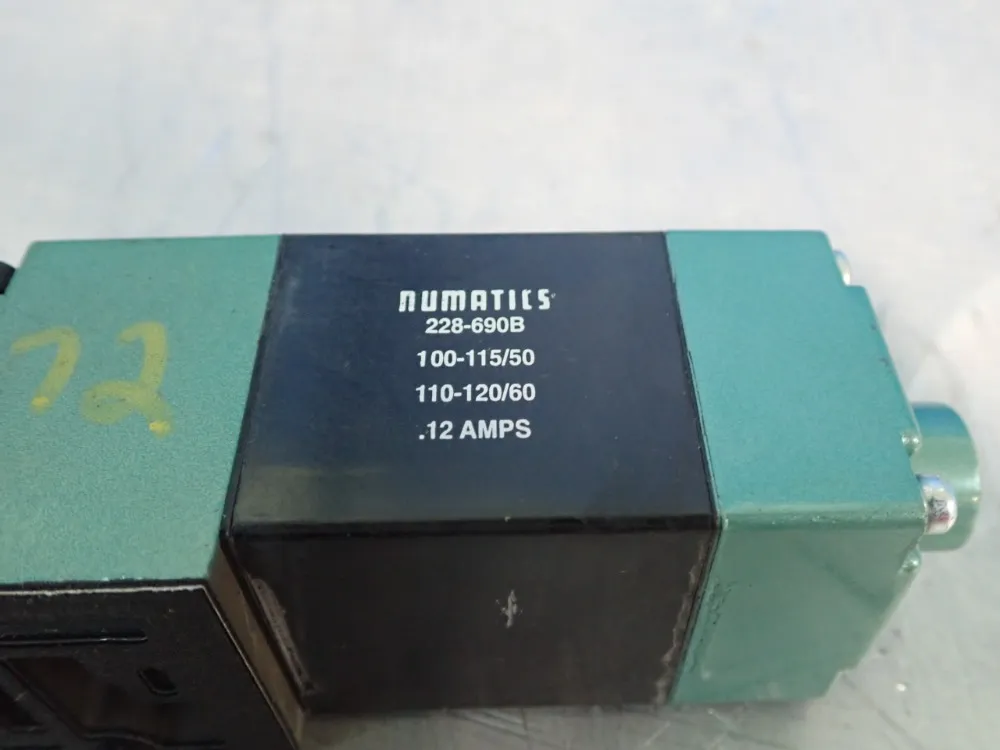 72
NUMATICS
228-690B
100-115/50
110-120/60
.12 AMPS